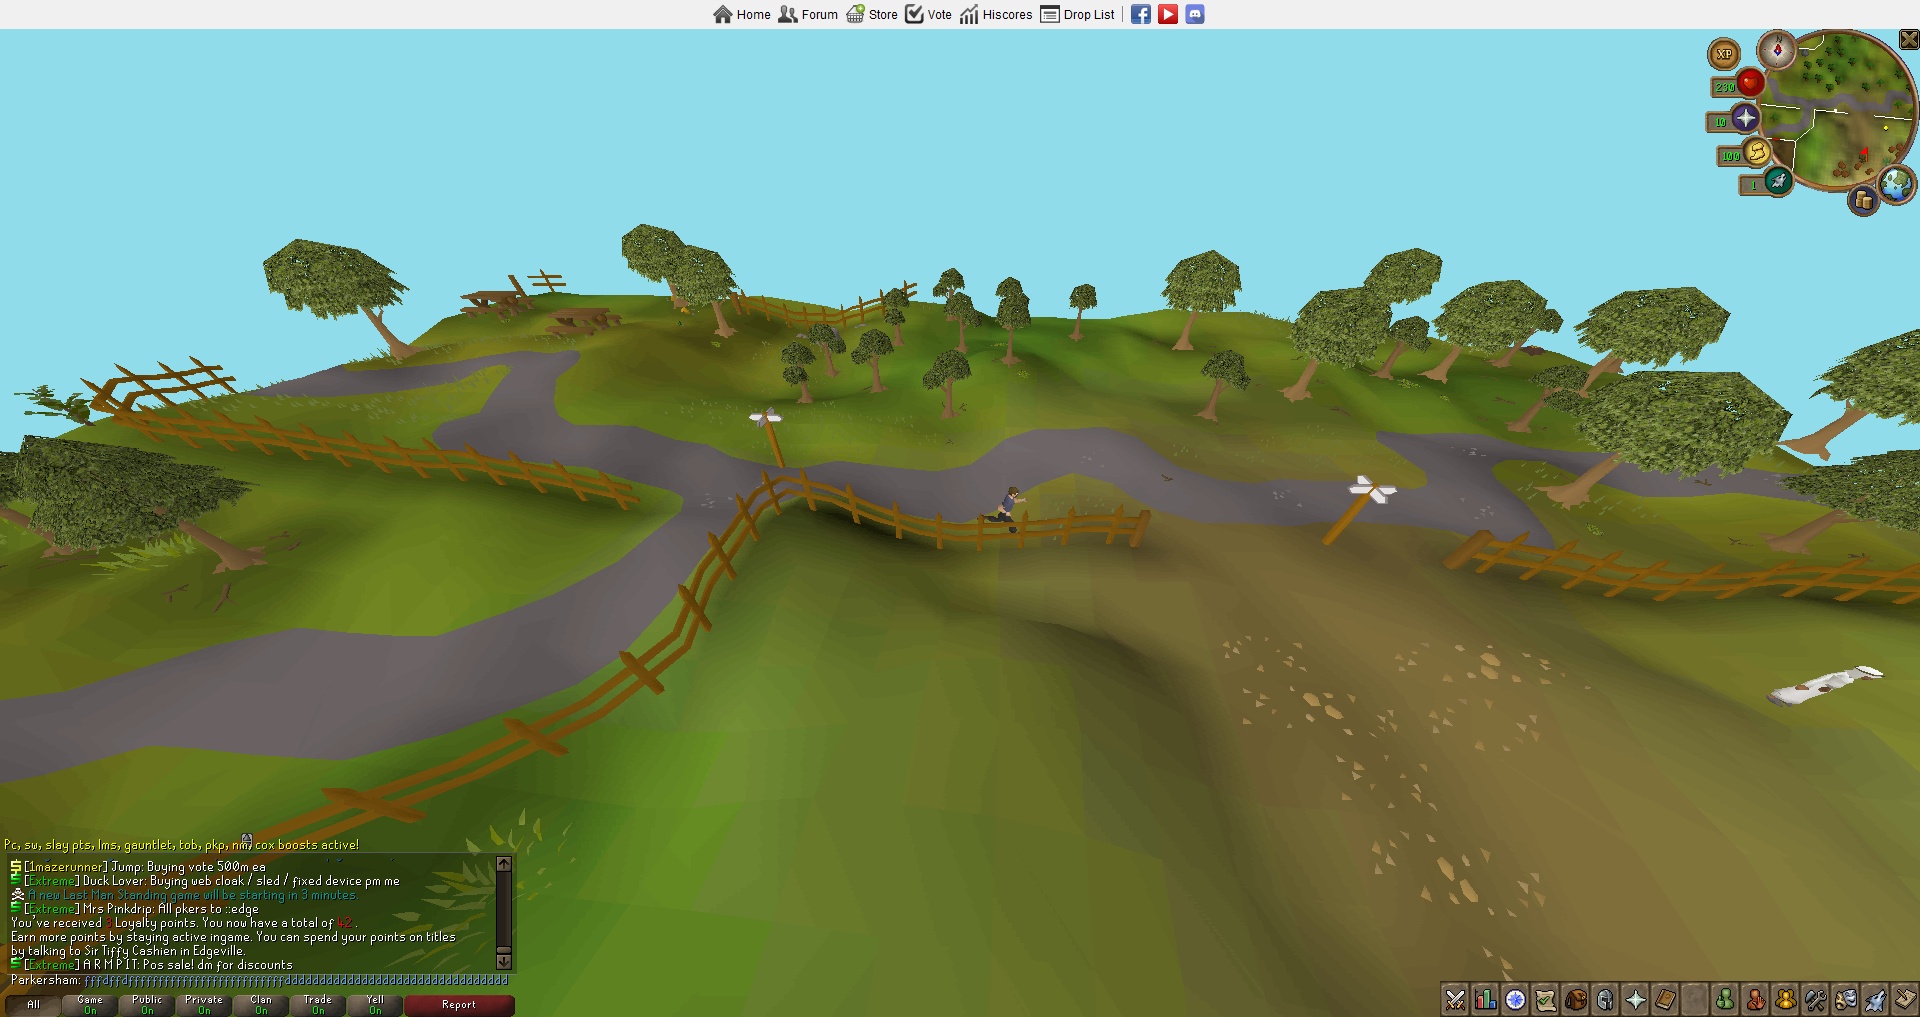 Home Forum Store Vote Hiscores Drop List
XP
N
230
10
100
1
Pc, sw, slay pts, lms, gauntlet, tob, pkp, nm, cox boosts active!
[1mazerunner] Jump: Buying vote 500m ea
[Extreme] Duck Lover: Buying web cloak / sled / fixed device pm me
A new Last Man Standing game will be starting in 3 minutes.
[Extreme] Mrs Pinkdrip: All pkers to ::edge
You've received 3 Loyalty points. You now have a total of 42.
Earn more points by staying active ingame. You can spend your points on titles
by talking to Sir Tiffy Cashien in Edgeville.
[Extreme] A R M P I T: Pos sale! dm for discounts
Parkersham:
All Game On Public On Private On Clan On Trade On Yell On Report